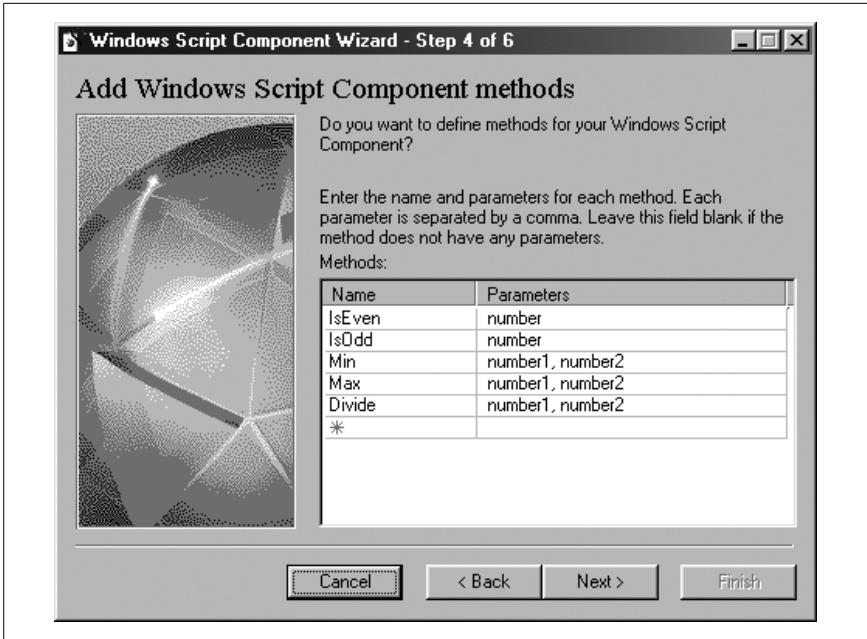 Windows Script Component Wizard - Step 4 of 6
Add Windows Script Component methods
Do you want to define methods for your Windows Script
Component?
Enter the name and parameters for each method. Each
parameter is separated by a comma. Leave this field blank if the
method does not have any parameters.
Methods:
Name Parameters
IsEven number
IsOdd number
Min number1, number2
Max number1, number2
Divide number1, number2
*
Cancel < Back Next > Finish